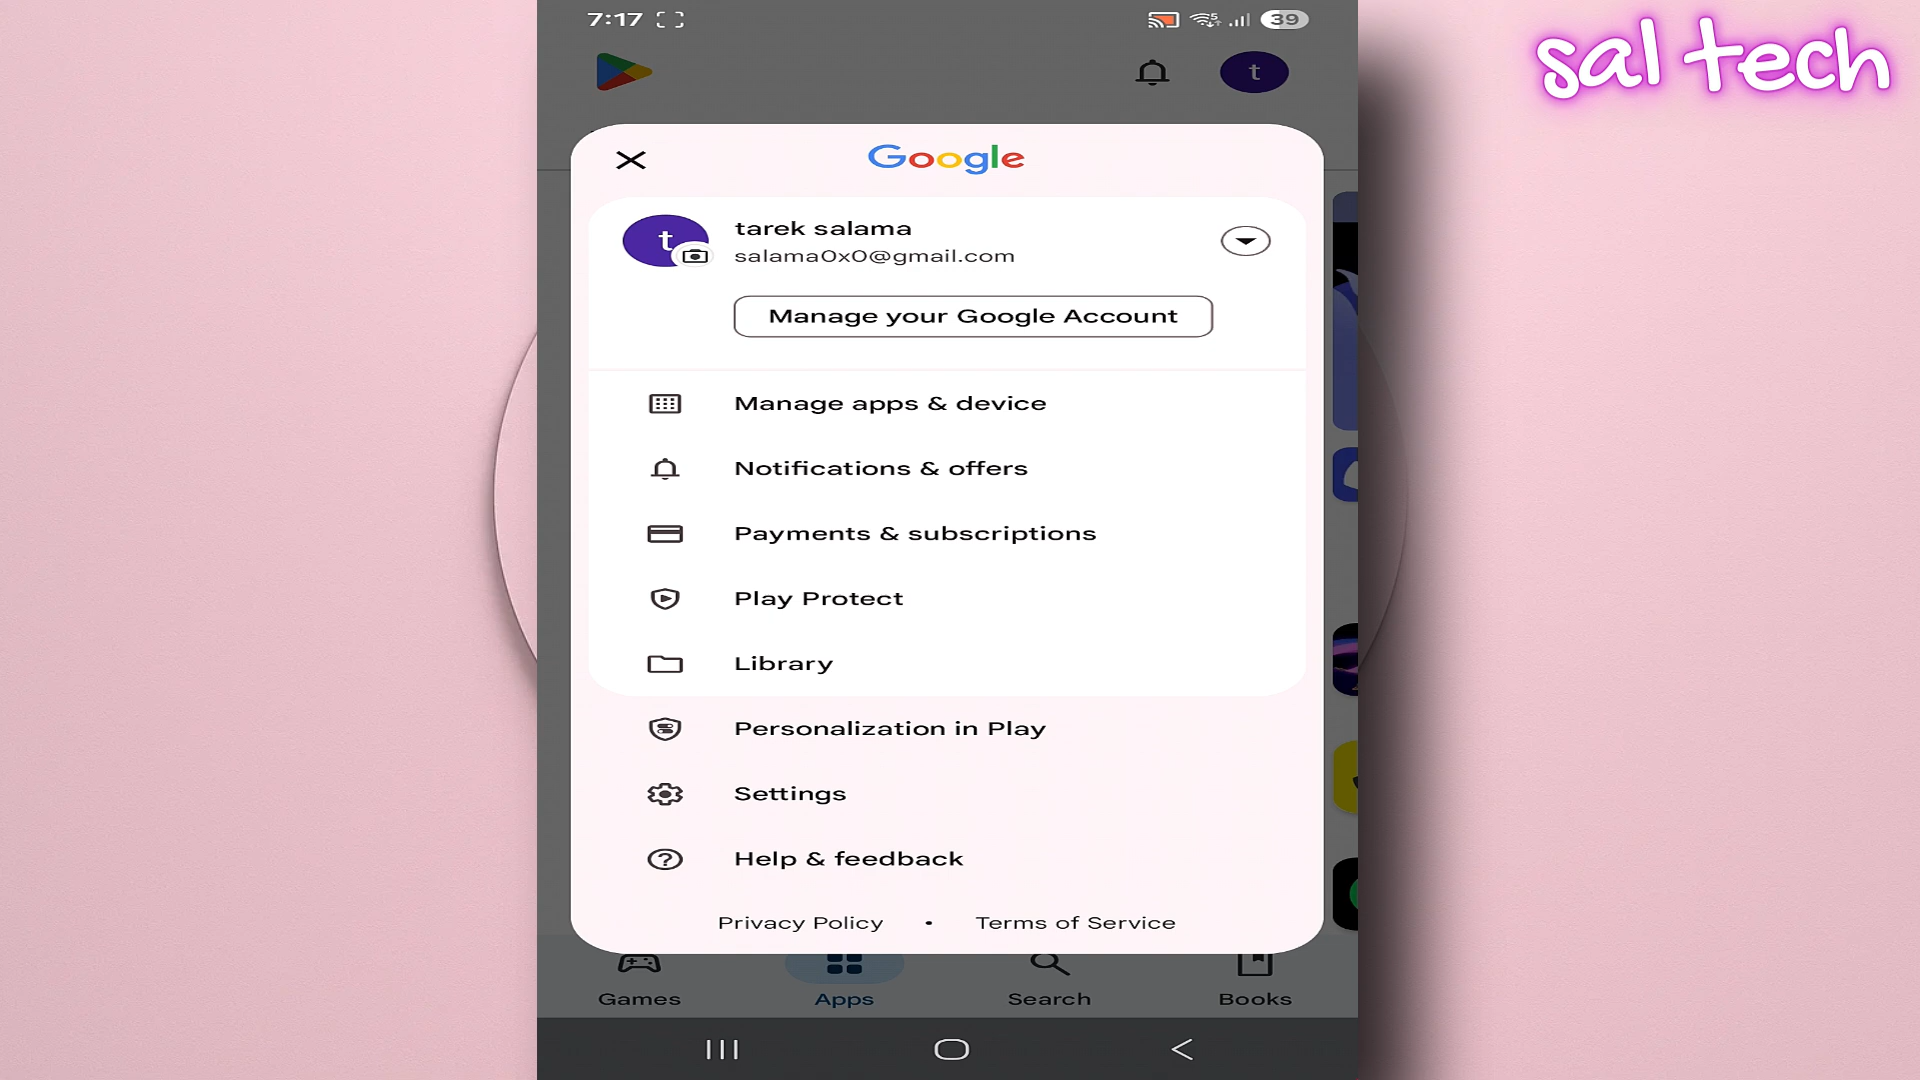 7:17
39
sal tech
t
Google
t
tarek salama
salama0x0@gmail.com
Manage your Google Account
Manage apps & device
Notifications & offers
Payments & subscriptions
Play Protect
Library
Personalization in Play
Settings
Help & feedback
Privacy Policy • Terms of Service
Games Apps Search Books